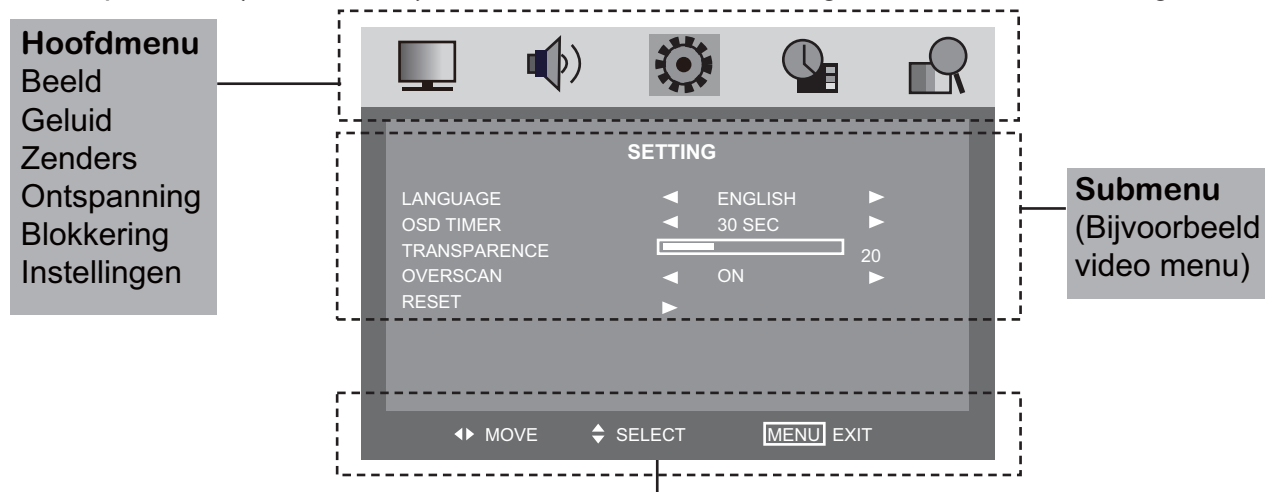 Hoofdmenu
Beeld
Geluid
Zenders
Ontspanning
Blokkering
Instellingen
SETTING
LANGUAGE ENGLISH
OSD TIMER 30 SEC
TRANSPARENCE 20
OVERSCAN ON
RESET
MOVE SELECT MENU EXIT
Submenu
(Bijvoorbeeld
video menu)